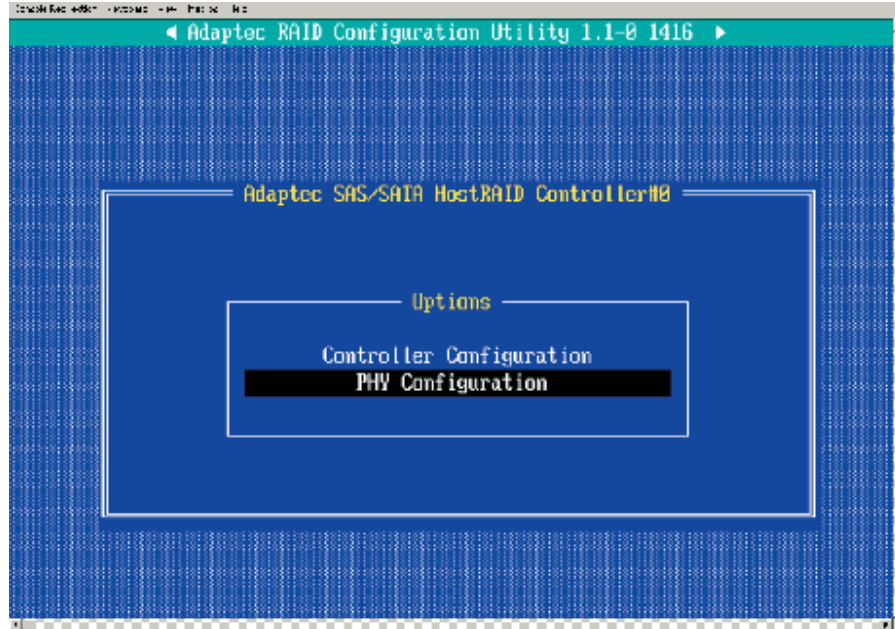 Adaptec RAID Configuration Utility 1.1-0 1416
Adaptec SAS/SATA HostRAID Controller#0
Options
Controller Configuration
PHY Configuration